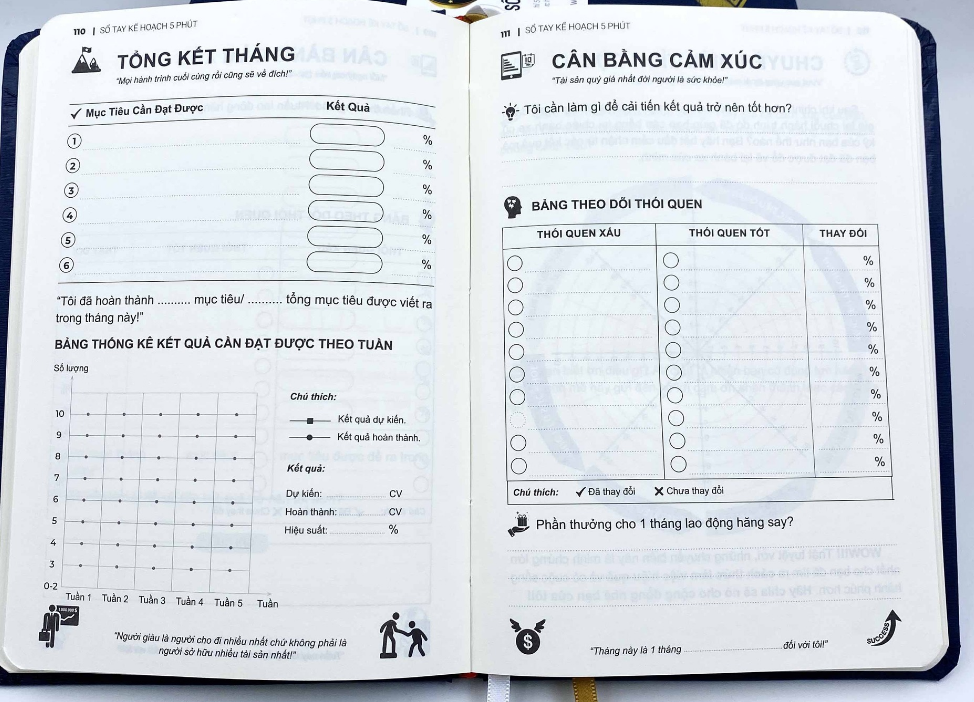 110 | SỔ TAY KẾ HOẠCH 5 PHÚT
TỔNG KẾT THÁNG
"Mọi hành trình cuối cùng rồi cũng sẽ về đích!"
Mục Tiêu Cần Đạt Được Kết Quả
1 %
2 %
3 %
4 %
5 %
6 %
"Tôi đã hoàn thành .......... mục tiêu/ .......... tổng mục tiêu được viết ra
trong tháng này!"
BẢNG THỐNG KÊ KẾT QUẢ CẦN ĐẠT ĐƯỢC THEO TUẦN
Số lượng
10
9
8
7
6
5
4
3
0-2
Tuần 1 Tuần 2 Tuần 3 Tuần 4 Tuần 5 Tuần
Chú thích:
Kết quả dự kiến.
Kết quả hoàn thành.
Kết quả:
Dự kiến: CV
Hoàn thành: CV
Hiệu suất: %
"Người giàu là người cho đi nhiều nhất chứ không phải là
người sở hữu nhiều tài sản nhất!"
111 | SỔ TAY KẾ HOẠCH 5 PHÚT
CÂN BẰNG CẢM XÚC
"Tài sản quý giá nhất đời người là sức khỏe!"
Tôi cần làm gì để cải tiến kết quả trở nên tốt hơn?
BẢNG THEO DÕI THÓI QUEN
THÓI QUEN XẤU THÓI QUEN TỐT THAY ĐỔI
%
%
%
%
%
%
%
%
%
%
Chú thích: Đã thay đổi Chưa thay đổi
Phần thưởng cho 1 tháng lao động hăng say?
SUCCESS
"Tháng này là 1 tháng đối với tôi!"